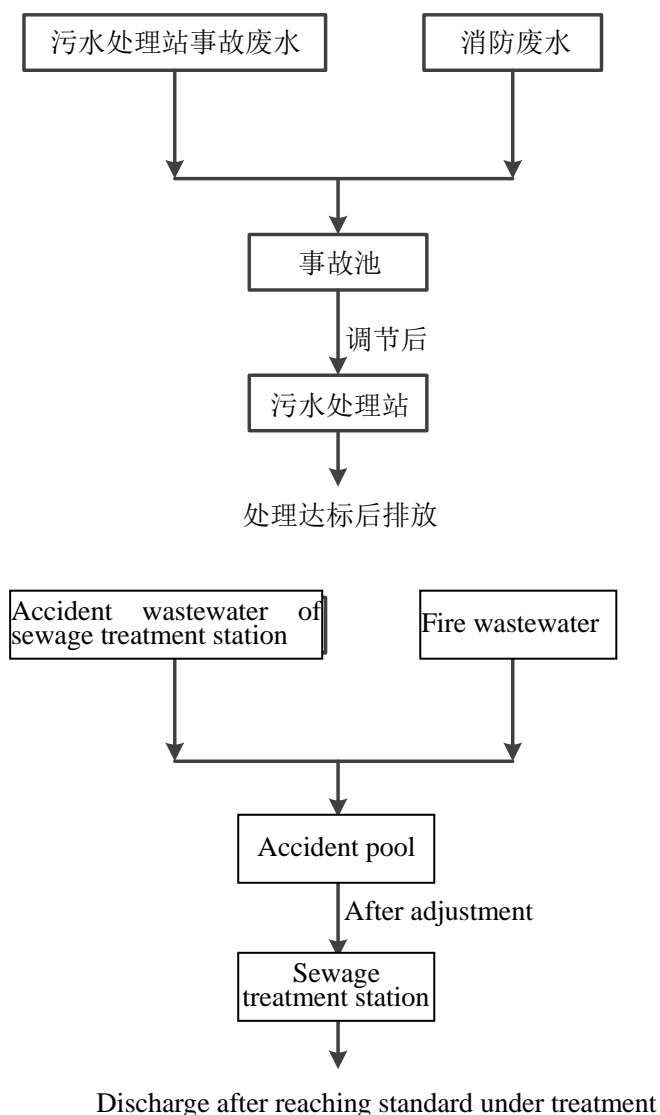 污水处理站事故废水
消防废水
事故池
调节后
污水处理站
处理达标后排放
Accident wastewater of
sewage treatment station
Fire wastewater
Accident pool
After adjustment
Sewage
treatment station
Discharge after reaching standard under treatment